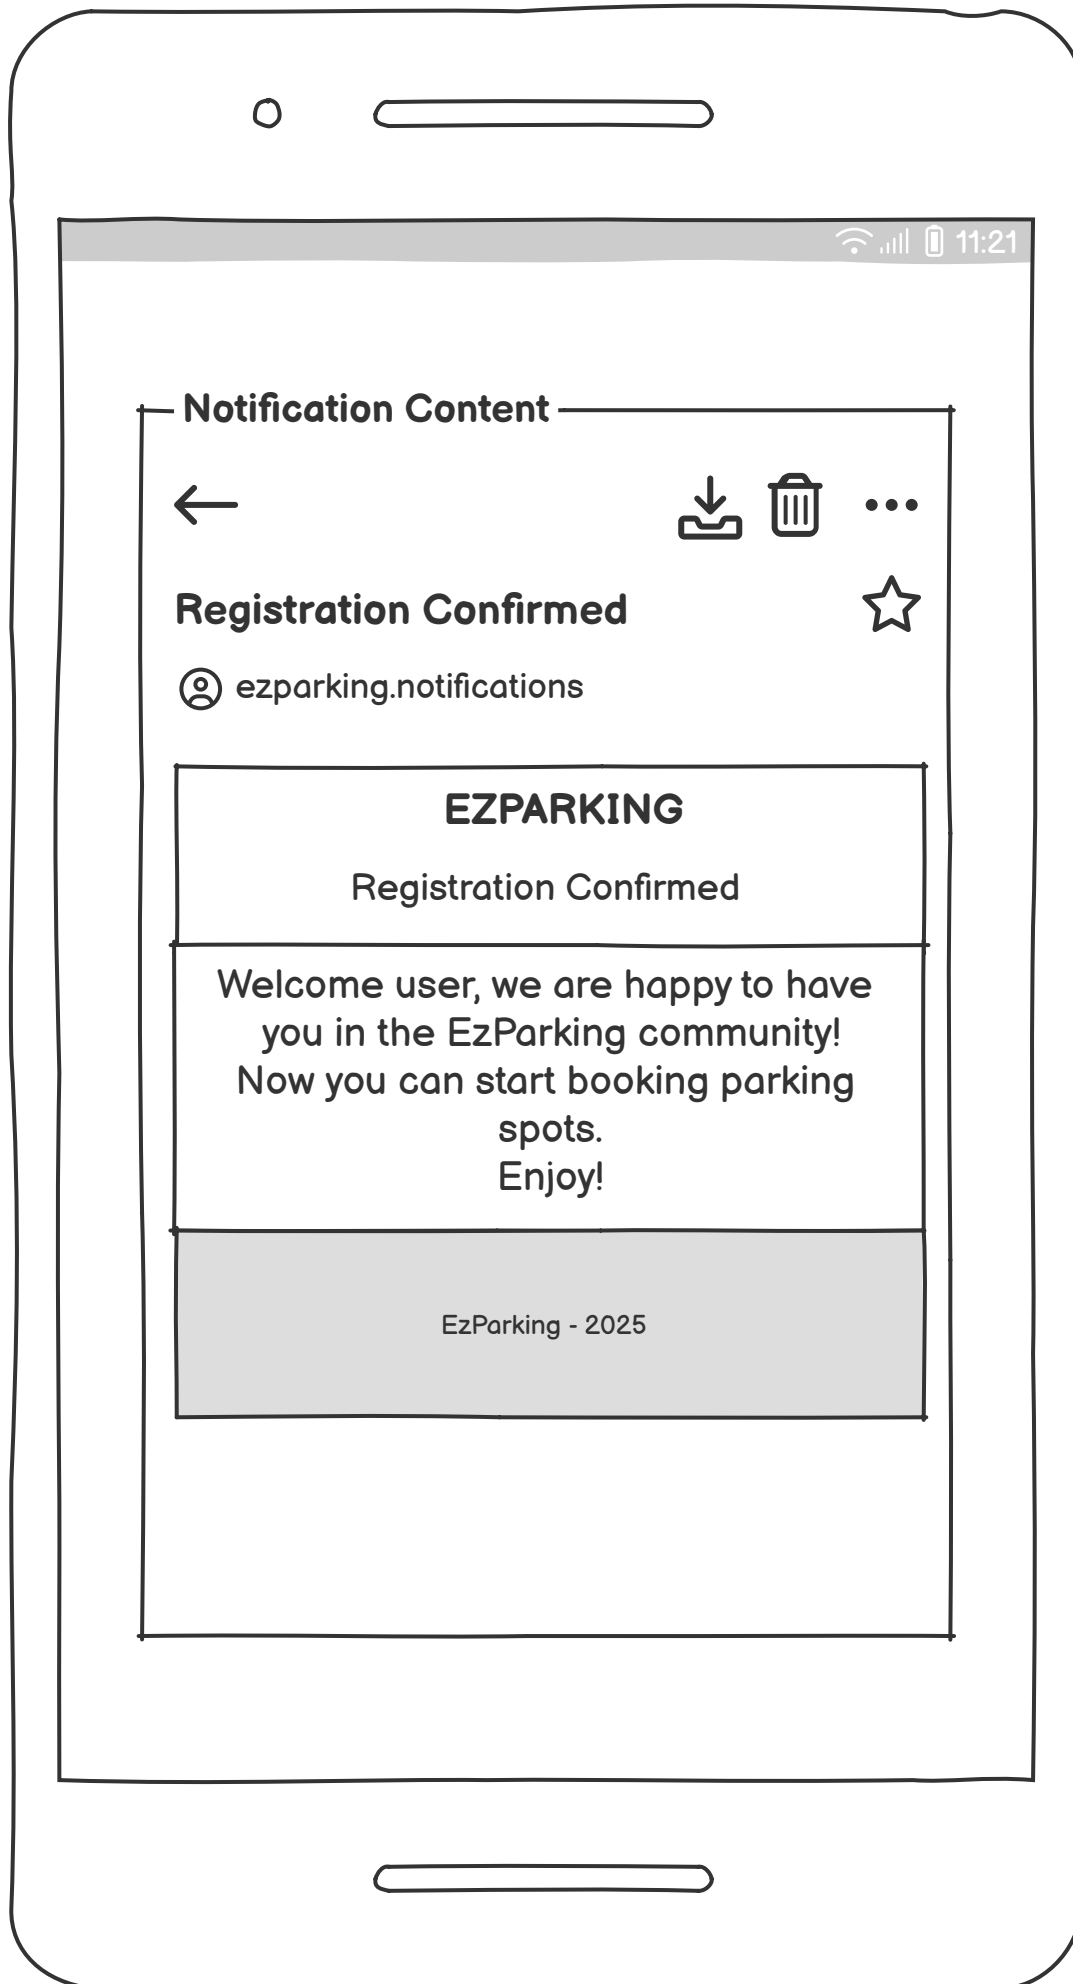 11:21
Notification Content
Registration Confirmed
ezparking.notifications
EZPARKING
Registration Confirmed
Welcome user, we are happy to have
you in the EzParking community!
Now you can start booking parking
spots.
Enjoy!
EzParking - 2025